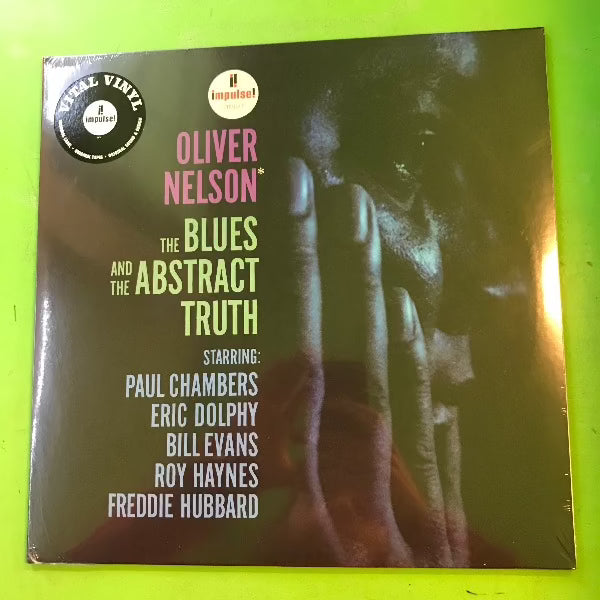 VITAL VINYL
impulse!
impulse!
OLIVER
NELSON*
THE BLUES
AND THE ABSTRACT
TRUTH
STARRING:
PAUL CHAMBERS
ERIC DOLPHY
BILL EVANS
ROY HAYNES
FREDDIE HUBBARD